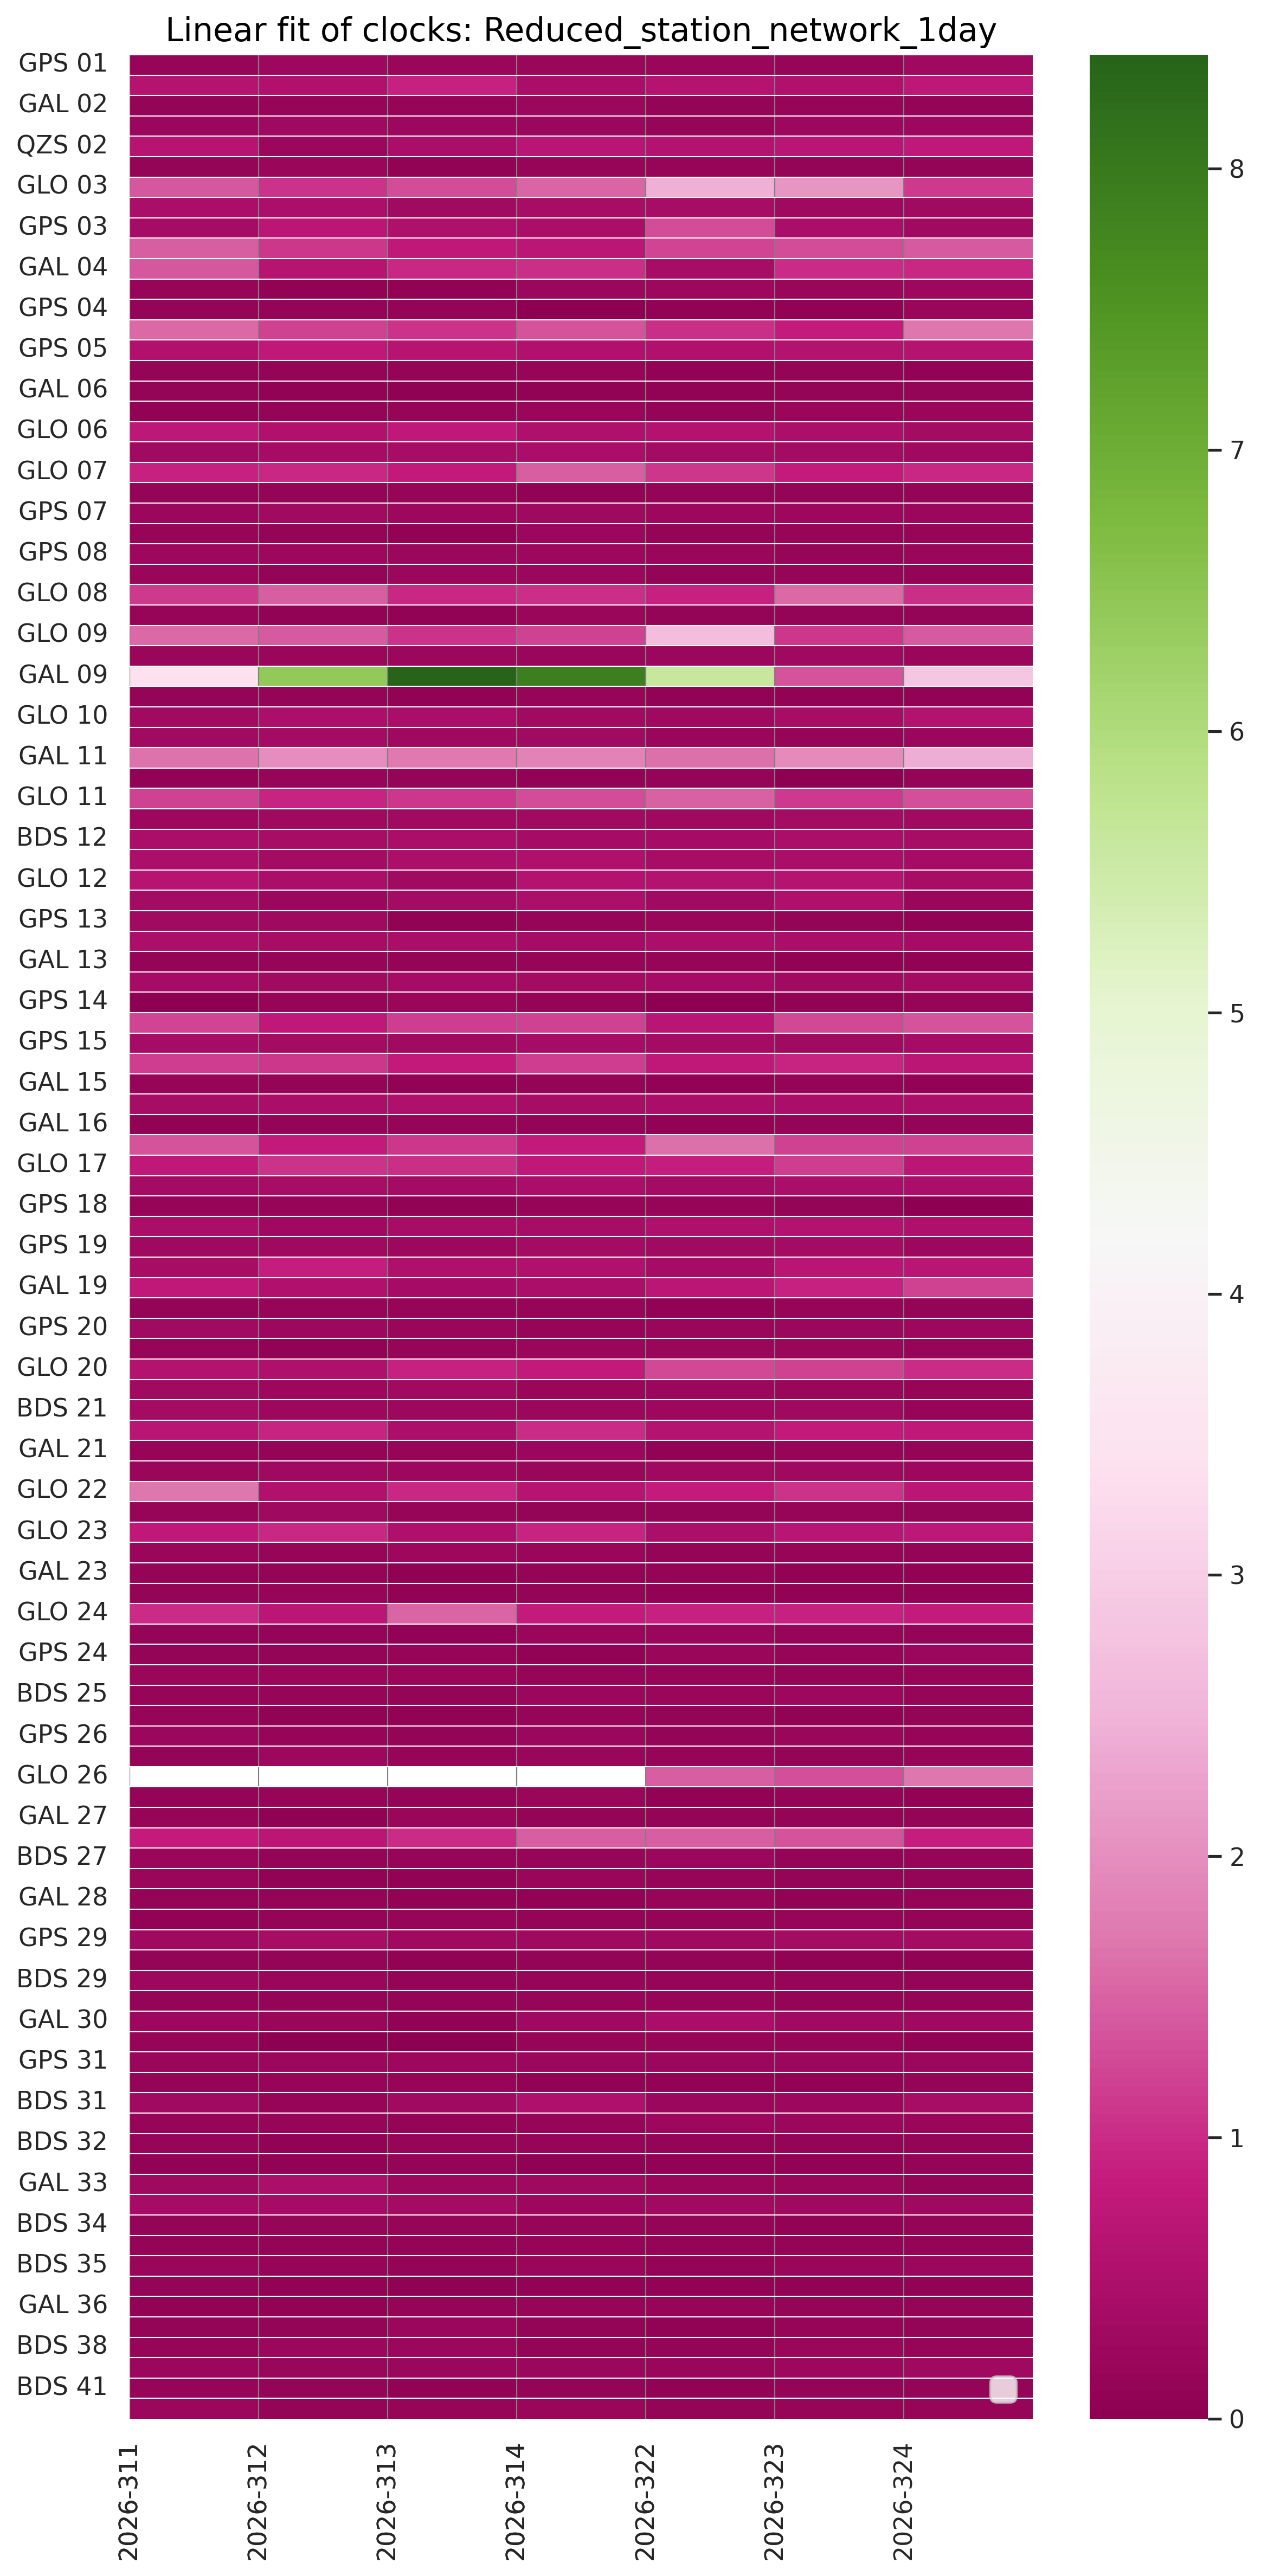 Linear fit of clocks: Reduced_station_network_1day
GPS 01
GAL 02
QZS 02
GLO 03
GPS 03
GAL 04
GPS 04
GPS 05
GAL 06
GLO 06
GLO 07
GPS 07
GPS 08
GLO 08
GLO 09
GAL 09
GLO 10
GAL 11
GLO 11
BDS 12
GLO 12
GPS 13
GAL 13
GPS 14
GPS 15
GAL 15
GAL 16
GLO 17
GPS 18
GPS 19
GAL 19
GPS 20
GLO 20
BDS 21
GAL 21
GLO 22
GLO 23
GAL 23
GLO 24
GPS 24
BDS 25
GPS 26
GLO 26
GAL 27
BDS 27
GAL 28
GPS 29
BDS 29
GAL 30
GPS 31
BDS 31
BDS 32
GAL 33
BDS 34
BDS 35
GAL 36
BDS 38
BDS 41
2026-311
2026-312
2026-313
2026-314
2026-322
2026-323
2026-324
8
7
6
5
4
3
2
1
0